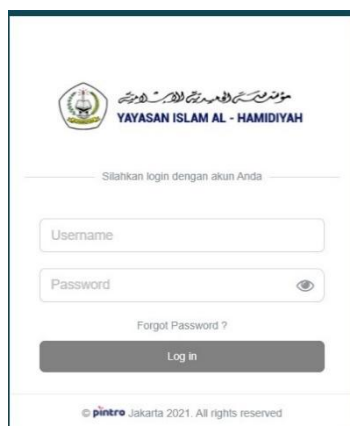 YAYASAN ISLAM AL - HAMIDIYAH
Silahkan login dengan akun Anda
Username
Password
Forgot Password ?
Log in
© pintro Jakarta 2021. All rights reserved